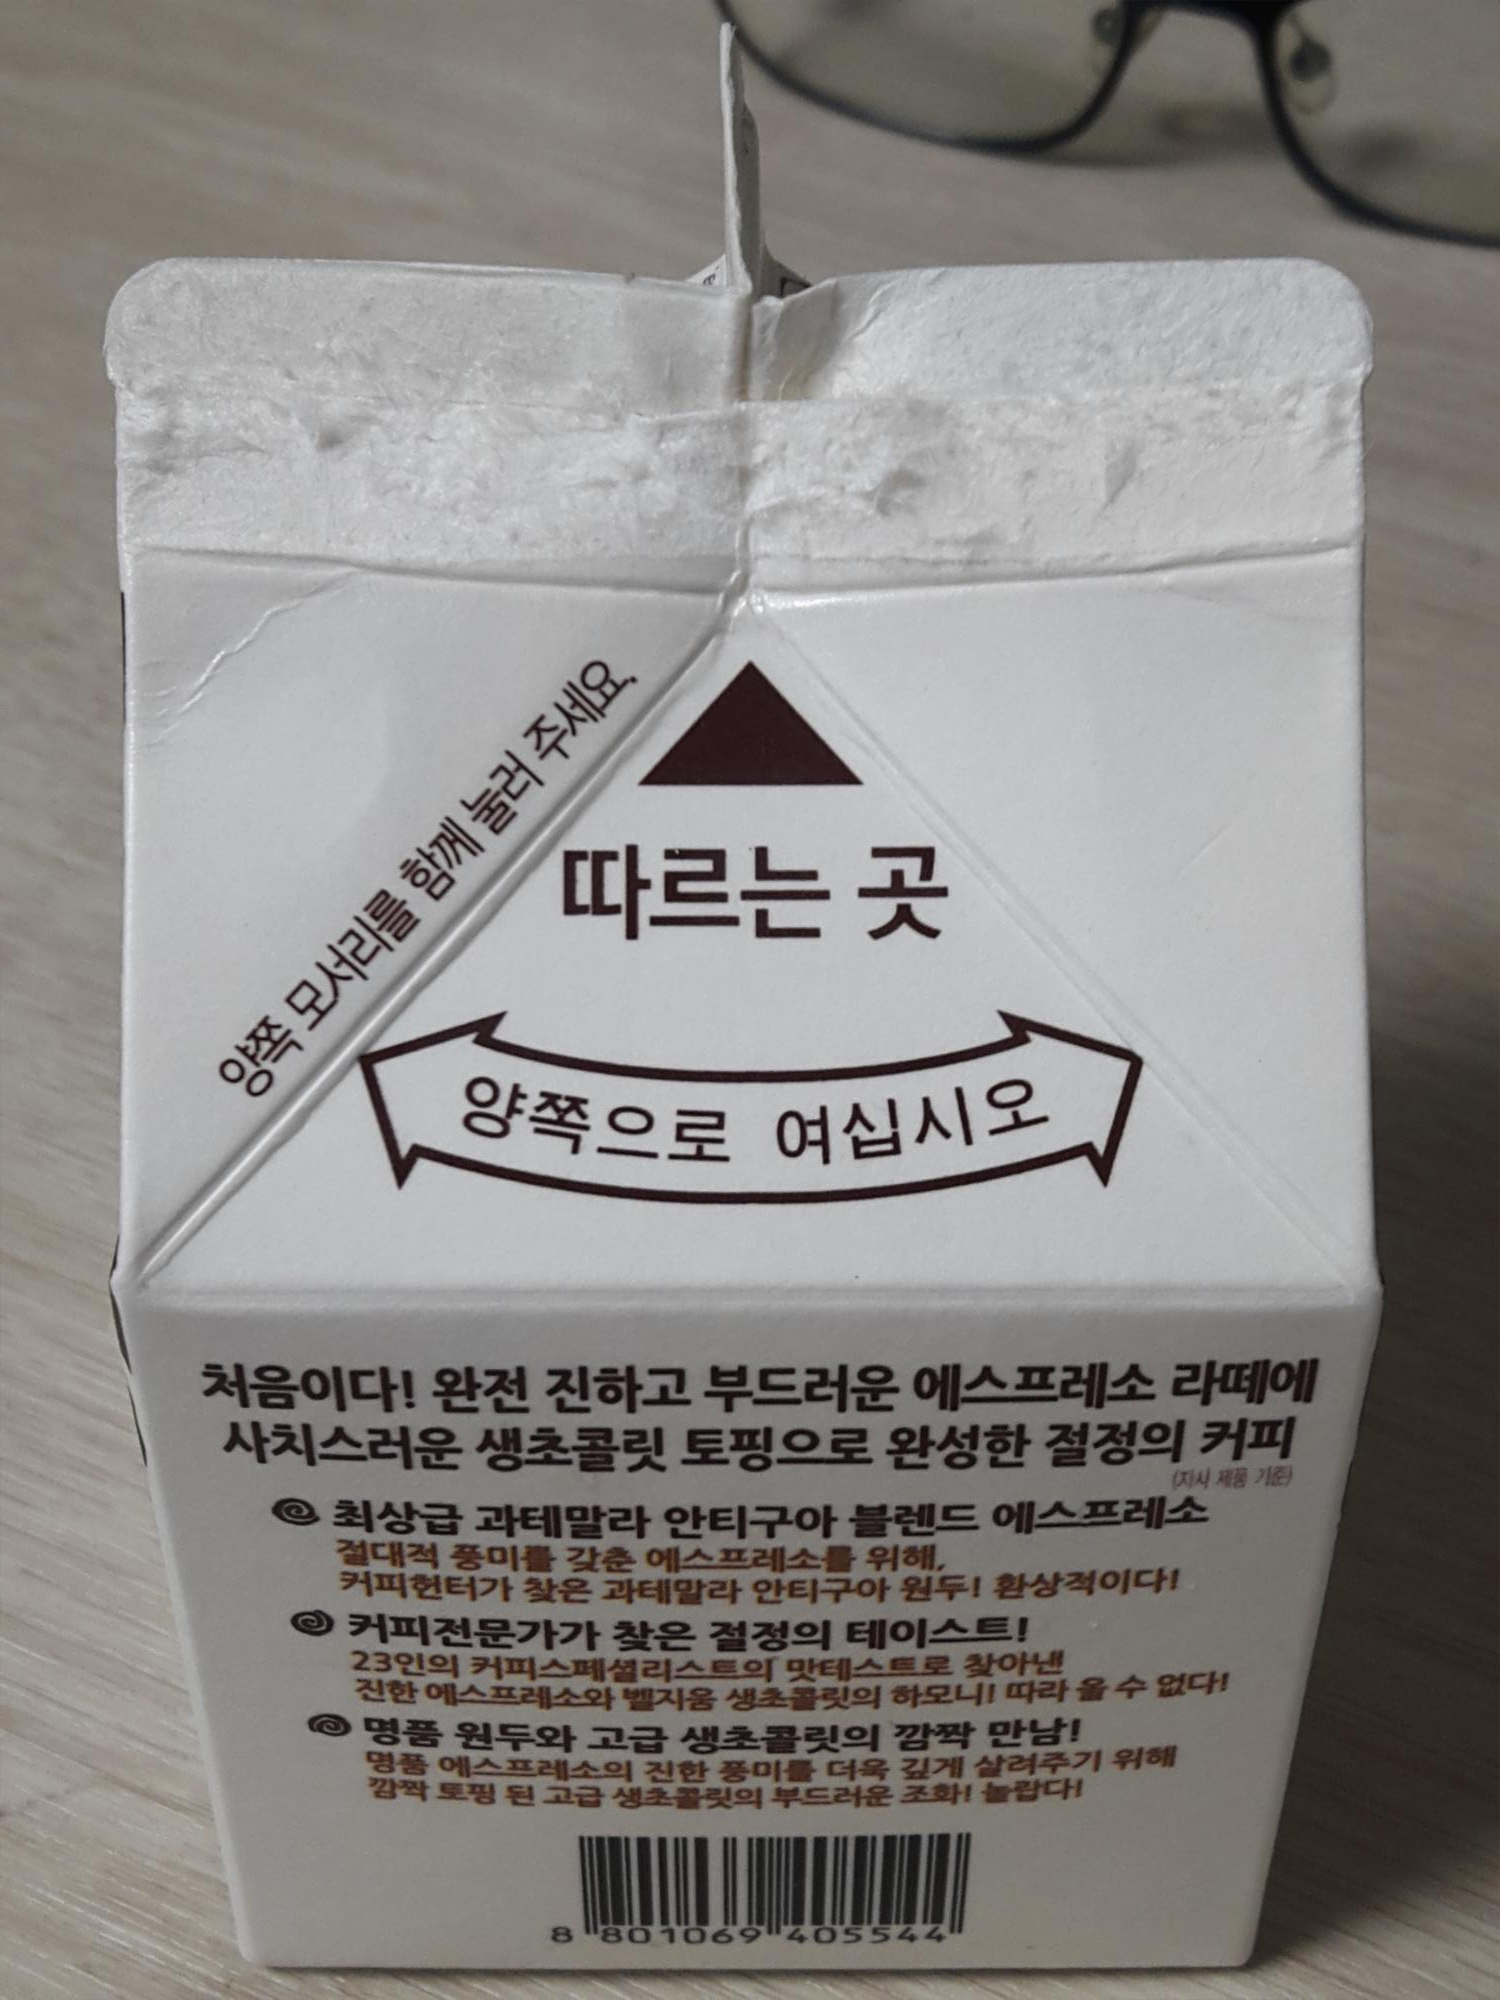 양쪽 모서리를 함께 눌러 주세요.
따르는 곳
양쪽으로 여십시오
처음이다! 완전 진하고 부드러운 에스프레소 라떼에
사치스러운 생초콜릿 토핑으로 완성한 절정의 커피
(자사 제품 기준)
최상급 과테말라 안티구아 블렌드 에스프레소
절대적 풍미를 갖춘 에스프레소를 위해,
커피헌터가 찾은 과테말라 안티구아 원두! 환상적이다!
커피전문가가 찾은 절정의 테이스트!
23인의 커피스페셜리스트의 맛테스트로 찾아낸
진한 에스프레소와 벨지움 생초콜릿의 하모니! 따라 올 수 없다!
명품 원두와 고급 생초콜릿의 깜짝 만남!
명품 에스프레소의 진한 풍미를 더욱 깊게 살려주기 위해
깜짝 토핑 된 고급 생초콜릿의 부드러운 조화! 놀랍다!
8 801069 405544